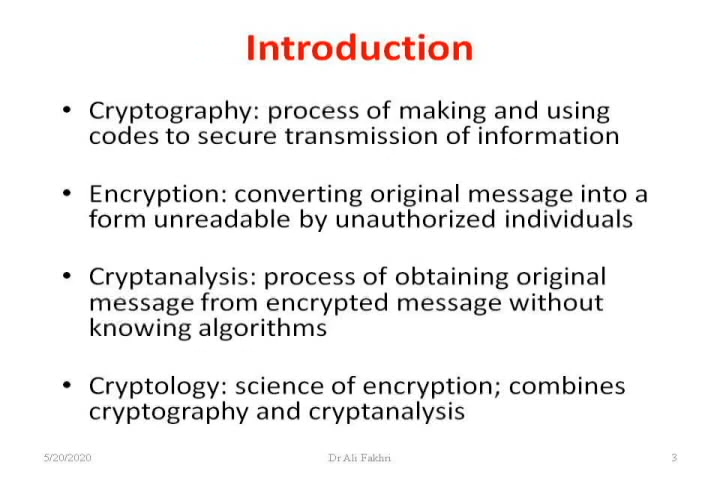 Introduction
• Cryptography: process of making and using
codes to secure transmission of information
• Encryption: converting original message into a
form unreadable by unauthorized individuals
• Cryptanalysis: process of obtaining original
message from encrypted message without
knowing algorithms
• Cryptology: science of encryption; combines
cryptography and cryptanalysis
5/20/2020 Dr Ali Fakhri 3